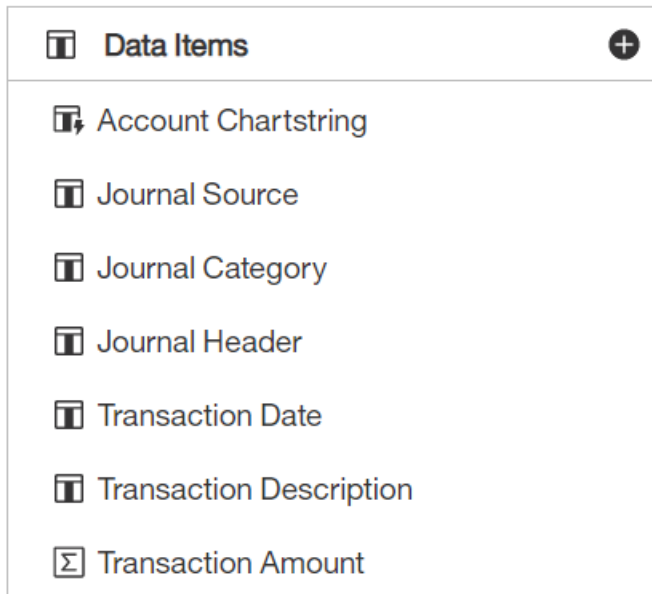 Data Items
Account Chartstring
Journal Source
Journal Category
Journal Header
Transaction Date
Transaction Description
Transaction Amount